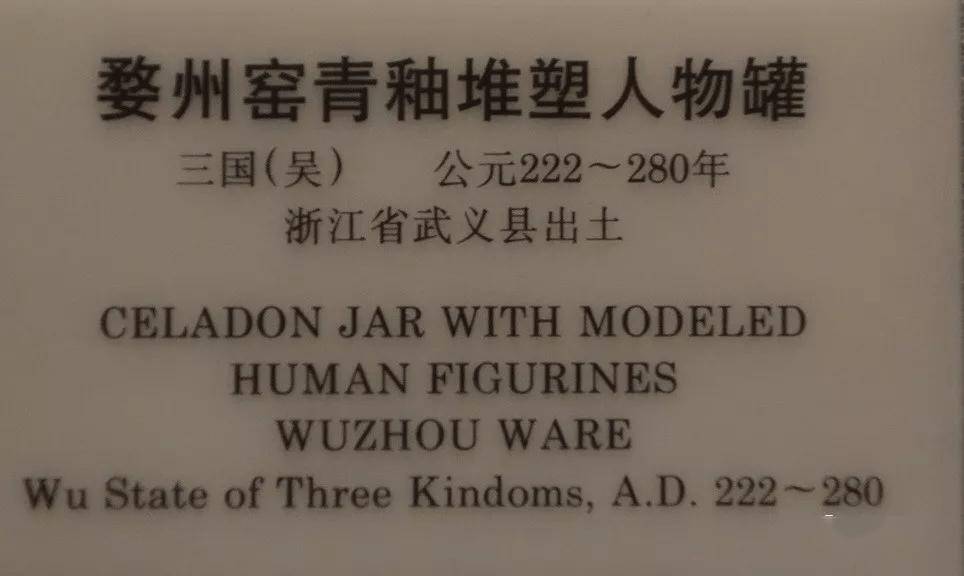 婺州窑青釉堆塑人物罐
三国(吴) 公元222～280年
浙江省武义县出土
CELADON JAR WITH MODELED
HUMAN FIGURINES
WUZHOU WARE
Wu State of Three Kindoms, A.D. 222～280